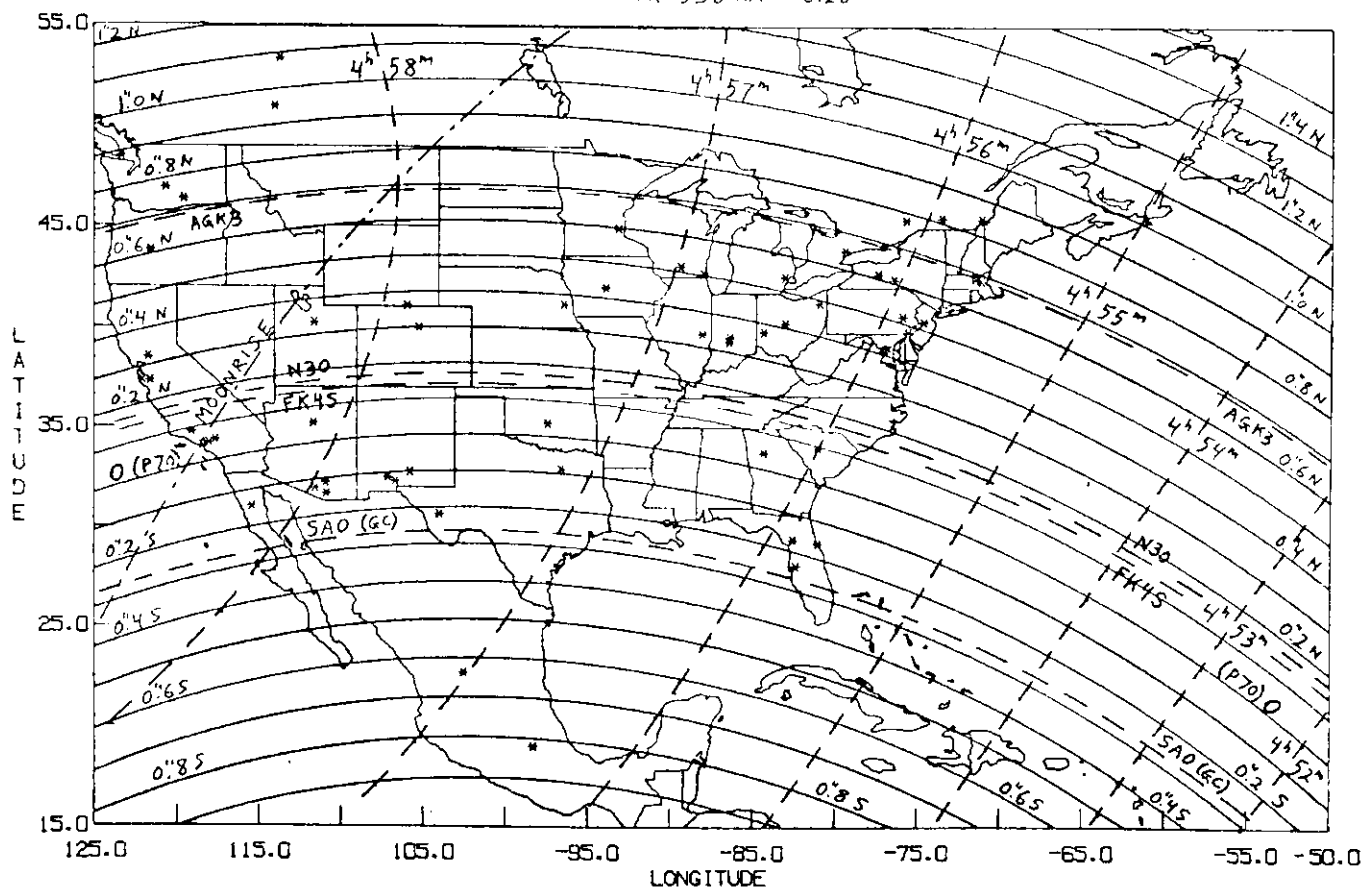 55.0
45.0
35.0
25.0
15.0
LATITUDE
125.0 115.0 105.0 -95.0 -85.0 -75.0 -65.0 -55.0 -50.0
LONGITUDE
1".2 N
1".0 N
0".8 N
AGK3
0".6 N
0".4 N
0".2 N
O (P70)
0".2 S
0".4 S
0".6 S
0".8 S
MOONRISE
N30
FK4S
SAO (GC)
4h 58m
4h 57m
4h 56m
4h 55m
4h 54m
4h 53m
4h 52m
1".4 N
1".2 N
1".0 N
0".8 N
AGK3
0".6 N
0".4 N
N30
FK4S
0".2 N
(P70) O
SAO (GC)
0".2 S
0".4 S
0".6 S
0".8 S